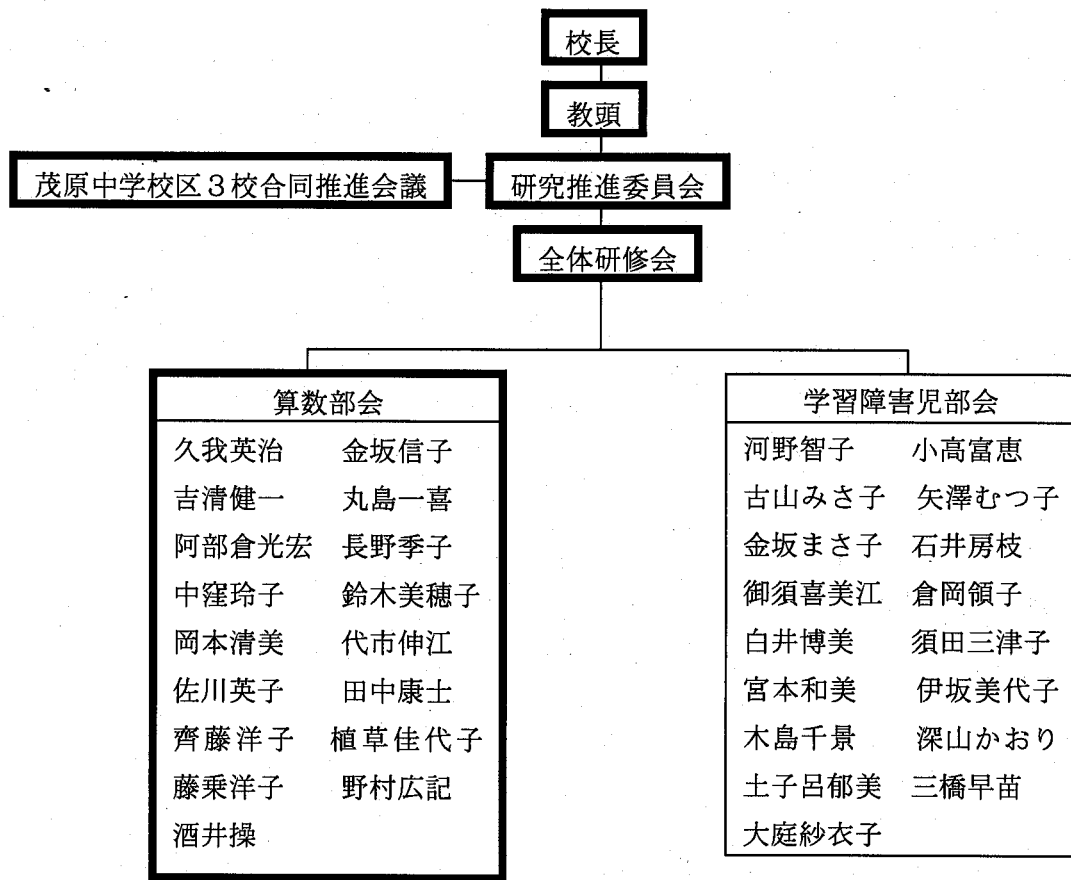 校長
教頭
茂原中学校区3校合同推進会議
研究推進委員会
全体研修会
算数部会
久我英治 金坂信子
吉清健一 丸島一喜
阿部倉光宏 長野季子
中窪玲子 鈴木美穂子
岡本清美 代市伸江
佐川英子 田中康士
齊藤洋子 植草佳代子
藤乗洋子 野村広記
酒井操
学習障害児部会
河野智子 小高富恵
古山みさ子 矢澤むつ子
金坂まさ子 石井房枝
御須喜美江 倉岡領子
白井博美 須田三津子
宮本和美 伊坂美代子
木島千景 深山かおり
土子呂郁美 三橋早苗
大庭紗衣子